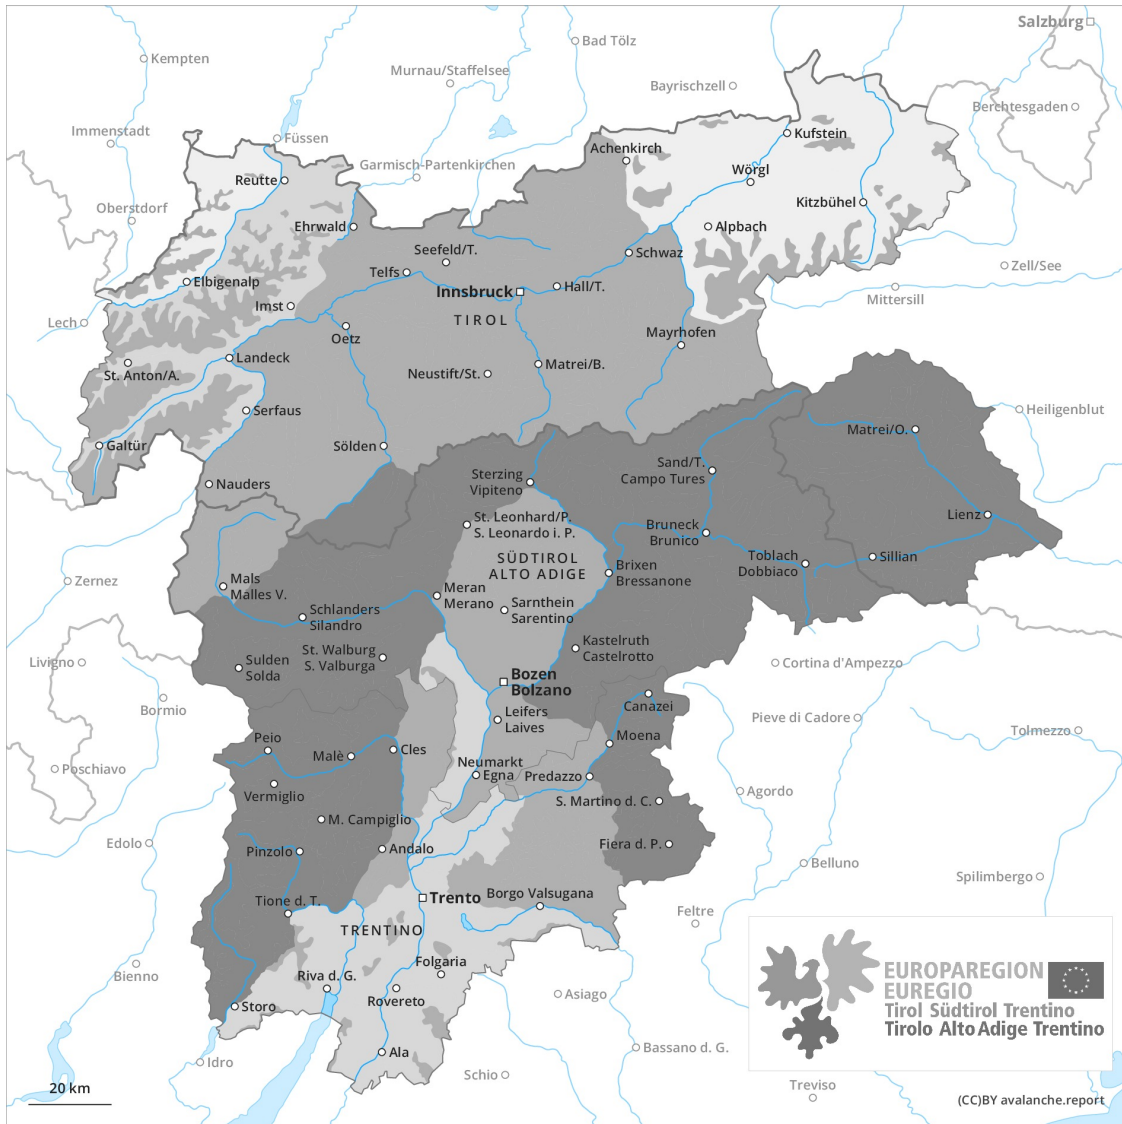 Salzburg
Bad Tölz
Kempten
Murnau/Staffelsee
Bayrischzell
Berchtesgaden
Immenstadt
Füssen
Kufstein
Achenkirch
Garmisch-Partenkirchen
Wörgl
Reutte
Kitzbühel
Oberstdorf
Ehrwald
Alpbach
Seefeld/T.
Schwaz
Telfs
Zell/See
Elbigenalp
Innsbruck
Hall/T.
Mittersill
Imst
TIROL
Lech
Oetz
Mayrhofen
Landeck
Matrei/B.
St. Anton/A.
Neustift/St.
Serfaus
Heiligenblut
Matrei/O.
Galtür
Sölden
Sand/T.
Campo Tures
Sterzing
Vipiteno
Nauders
St. Leonhard/P.
S. Leonardo i. P.
Lienz
Bruneck
Brunico
SÜDTIROL
ALTO ADIGE
Toblach
Dobbiaco
Sillian
Brixen
Bressanone
Zernez
Mals
Malles V.
Meran
Merano
Sarnthein
Sarentino
Schlanders
Silandro
Kastelruth
Castelrotto
St. Walburg
S. Valburga
Livigno
Sulden
Solda
Cortina d'Ampezzo
Bozen
Bolzano
Bormio
Canazei
Leifers
Laives
Pieve di Cadore
Tolmezzo
Peio
Moena
Malè
Cles
Neumarkt
Egna
Poschiavo
Predazzo
Vermiglio
Agordo
S. Martino d. C.
M. Campiglio
Edolo
Pinzolo
Andalo
Fiera d. P.
Belluno
Spilimbergo
Borgo Valsugana
Trento
Tione d. T.
Feltre
TRENTINO
Folgaria
Bienno
Riva d. G.
EUROPAREGION
EUREGIO
Tirol Südtirol Trentino
Tirolo Alto Adige Trentino
Asiago
Rovereto
Storo
Ala
Bassano d. G.
Idro
Schio
Treviso
20 km
(CC)BY avalanche.report